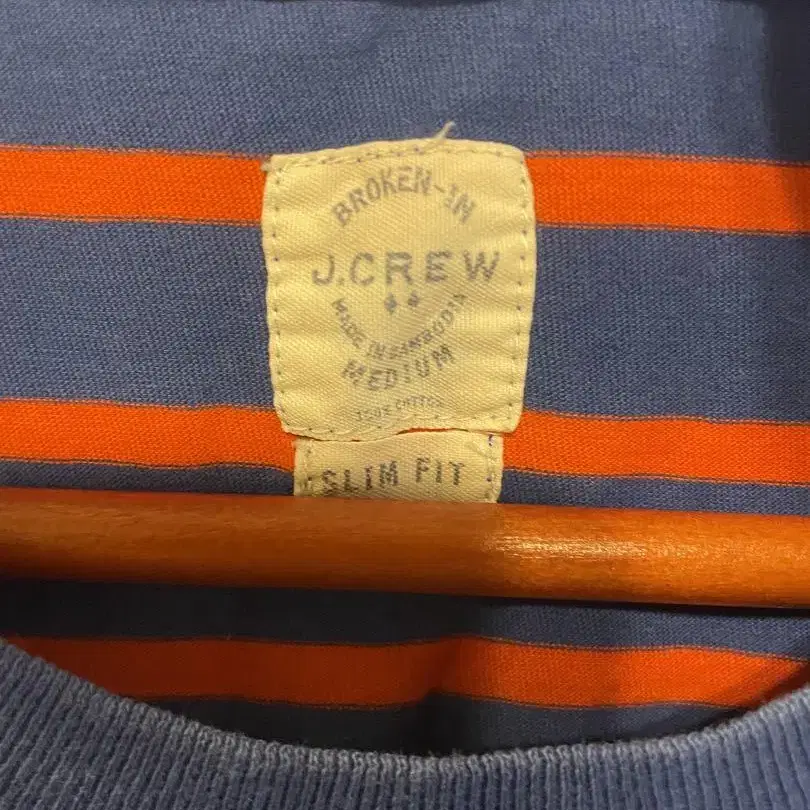 BROKEN-IN
J.CREW
MADE IN CAMBODIA
MEDIUM
100% COTTON
SLIM FIT